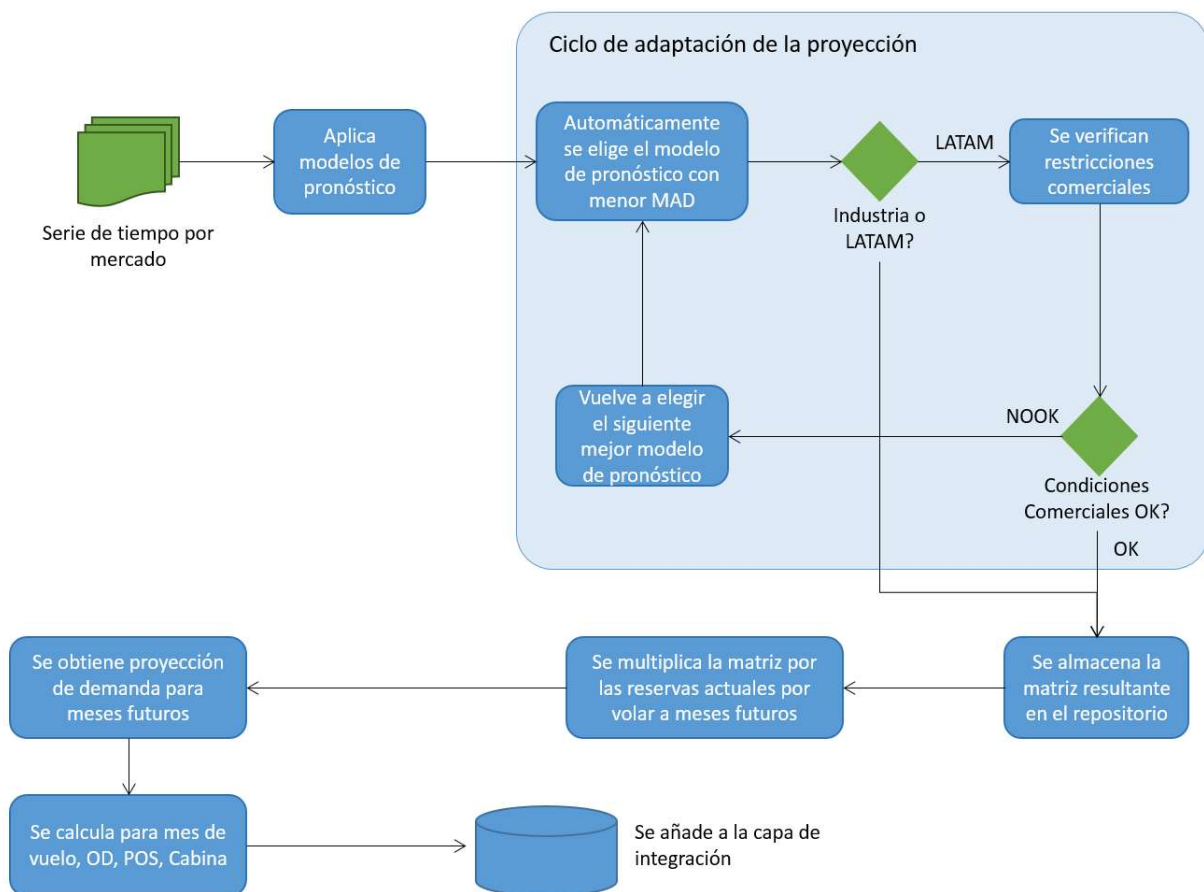 Ciclo de adaptación de la proyección
Serie de tiempo por
mercado
Aplica
modelos de
pronóstico
Automáticamente
se elige el modelo
de pronóstico con
menor MAD
Industria o
LATAM?
LATAM
Se verifican
restricciones
comerciales
Vuelve a elegir
el siguiente
mejor modelo
de pronóstico
NOOK
Condiciones
Comerciales OK?
OK
Se obtiene proyección
de demanda para
meses futuros
Se multiplica la matriz por
las reservas actuales por
volar a meses futuros
Se almacena la
matriz resultante
en el repositorio
Se calcula para mes de
vuelo, OD, POS, Cabina
Se añade a la capa de
integración